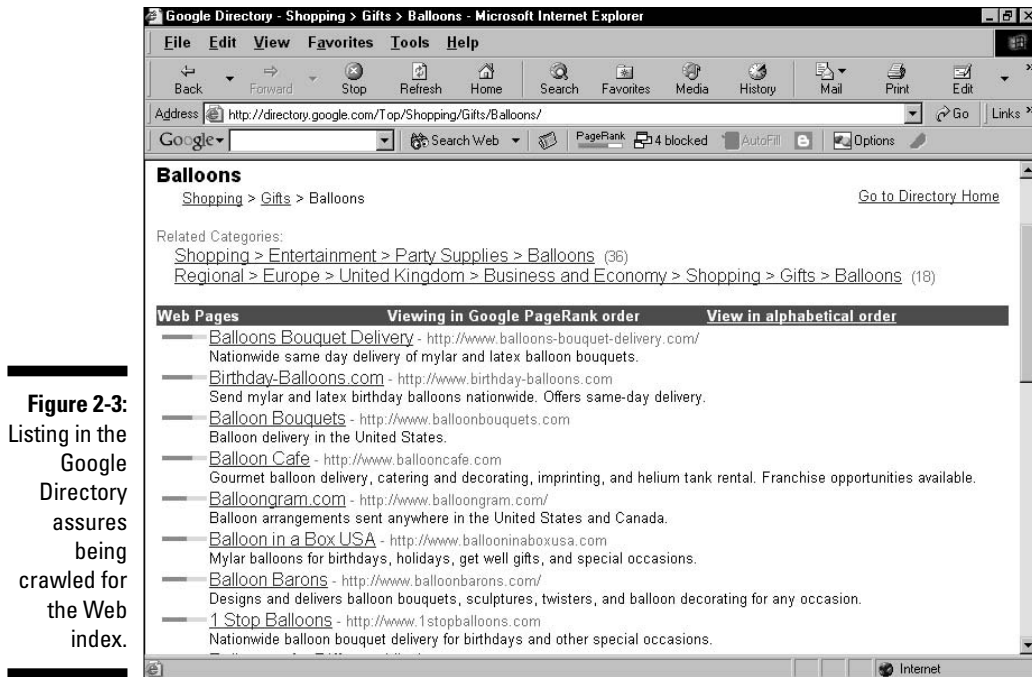 Google Directory - Shopping > Gifts > Balloons - Microsoft Internet Explorer
File Edit View Favorites Tools Help
Back Forward Stop Refresh Home Search Favorites Media History Mail Print Edit
Address http://directory.google.com/Top/Shopping/Gifts/Balloons/ Go Links »
Google Search Web PageRank 4 blocked AutoFill Options
Balloons
Shopping > Gifts > Balloons
Go to Directory Home
Related Categories:
Shopping > Entertainment > Party Supplies > Balloons (36)
Regional > Europe > United Kingdom > Business and Economy > Shopping > Gifts > Balloons (18)
Web Pages Viewing in Google PageRank order View in alphabetical order
Balloons Bouquet Delivery - http://www.balloons-bouquet-delivery.com/
Nationwide same day delivery of mylar and latex balloon bouquets.
Birthday-Balloons.com - http://www.birthday-balloons.com
Send mylar and latex birthday balloons nationwide. Offers same-day delivery.
Balloon Bouquets - http://www.balloonbouquets.com
Balloon delivery in the United States.
Balloon Cafe - http://www.ballooncafe.com
Gourmet balloon delivery, catering and decorating, imprinting, and helium tank rental. Franchise opportunities available.
Balloongram.com - http://www.balloongram.com/
Balloon arrangements sent anywhere in the United States and Canada.
Balloon in a Box USA - http://www.ballooninaboxusa.com
Mylar balloons for birthdays, holidays, get well gifts, and special occasions.
Balloon Barons - http://www.balloonbarons.com/
Designs and delivers balloon bouquets, sculptures, twisters, and balloon decorating for any occasion.
1 Stop Balloons - http://www.1stopballoons.com
Nationwide balloon bouquet delivery for birthdays and other special occasions.
Internet
Figure 2-3:
Listing in the
Google
Directory
assures
being
crawled for
the Web
index.